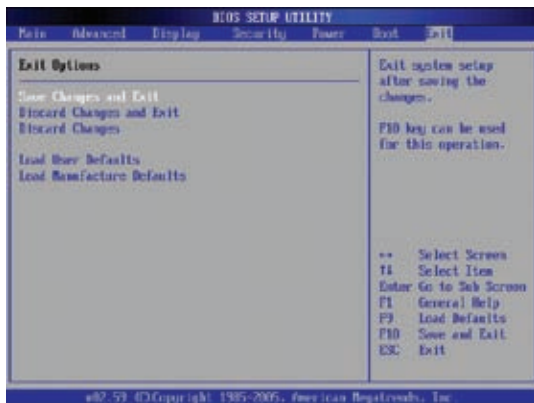 BIOS SETUP UTILITY
Main Advanced Display Security Power Boot Exit
Exit Options
Save Changes and Exit
Discard Changes and Exit
Discard Changes
Load User Defaults
Load Manufacture Defaults
Exit system setup
after saving the
changes.
F10 key can be used
for this operation.
↔ Select Screen
↑↓ Select Item
Enter Go to Sub Screen
F1 General Help
F9 Load Defaults
F10 Save and Exit
ESC Exit
v02.59 (C)Copyright 1985-2005, American Megatrends, Inc.